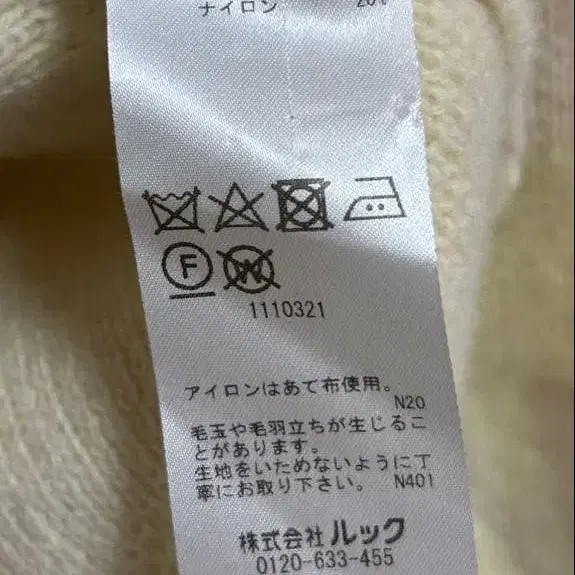 ナイロン 20%
F W
1110321
アイロンはあて布使用。
N20
毛玉や毛羽立ちが生じるこ
とがあります。
生地をいためないように丁
寧にお取り下さい。 N401
株式会社 ルック
0120-633-455